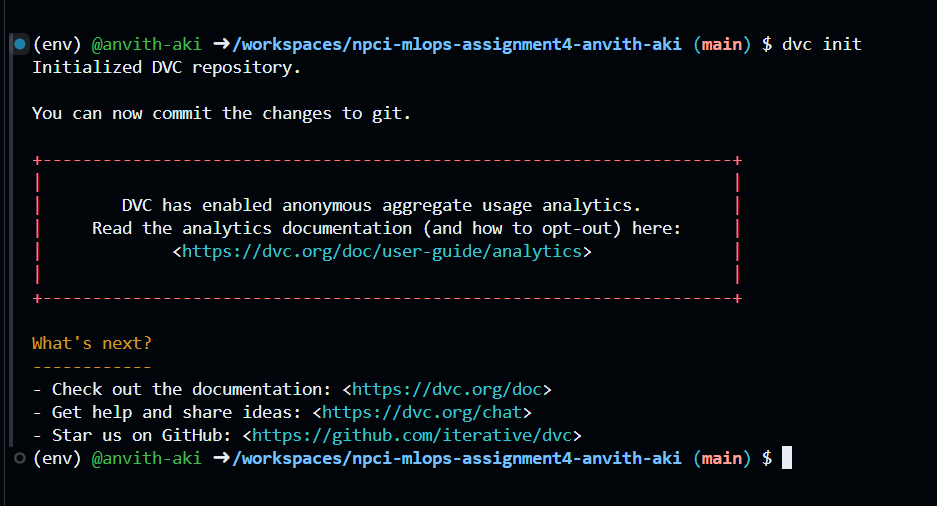 (env) @anvith-aki ➜/workspaces/npci-mlops-assignment4-anvith-aki (main) $ dvc init
Initialized DVC repository.
You can now commit the changes to git.
+---------------------------------------------------------------------+
|                                                                     |
|        DVC has enabled anonymous aggregate usage analytics.         |
|     Read the analytics documentation (and how to opt-out) here:     |
|             <https://dvc.org/doc/user-guide/analytics>              |
|                                                                     |
+---------------------------------------------------------------------+
What's next?
------------
- Check out the documentation: <https://dvc.org/doc>
- Get help and share ideas: <https://dvc.org/chat>
- Star us on GitHub: <https://github.com/iterative/dvc>
(env) @anvith-aki ➜/workspaces/npci-mlops-assignment4-anvith-aki (main) $